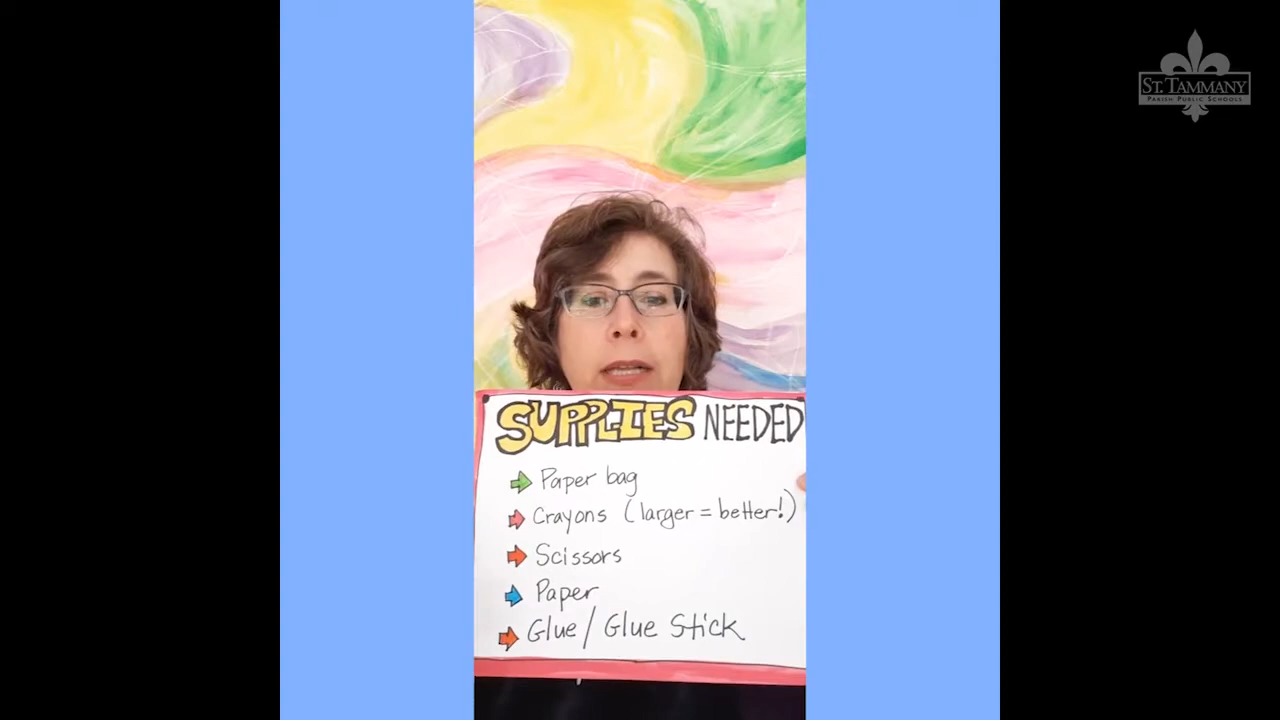 ST. TAMMANY
PARISH PUBLIC SCHOOLS
SUPPLIES NEEDED
Paper bag
Crayons (larger = better!)
Scissors
Paper
Glue / Glue Stick